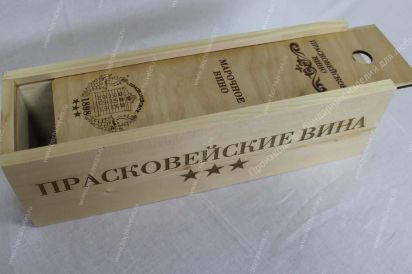 ПРАСКОВЕЙСКОЕ
ВИНО
МАРОЧНОЕ
ВИНО
1898
ПРАСКОВЕЙСКИЕ ВИНА